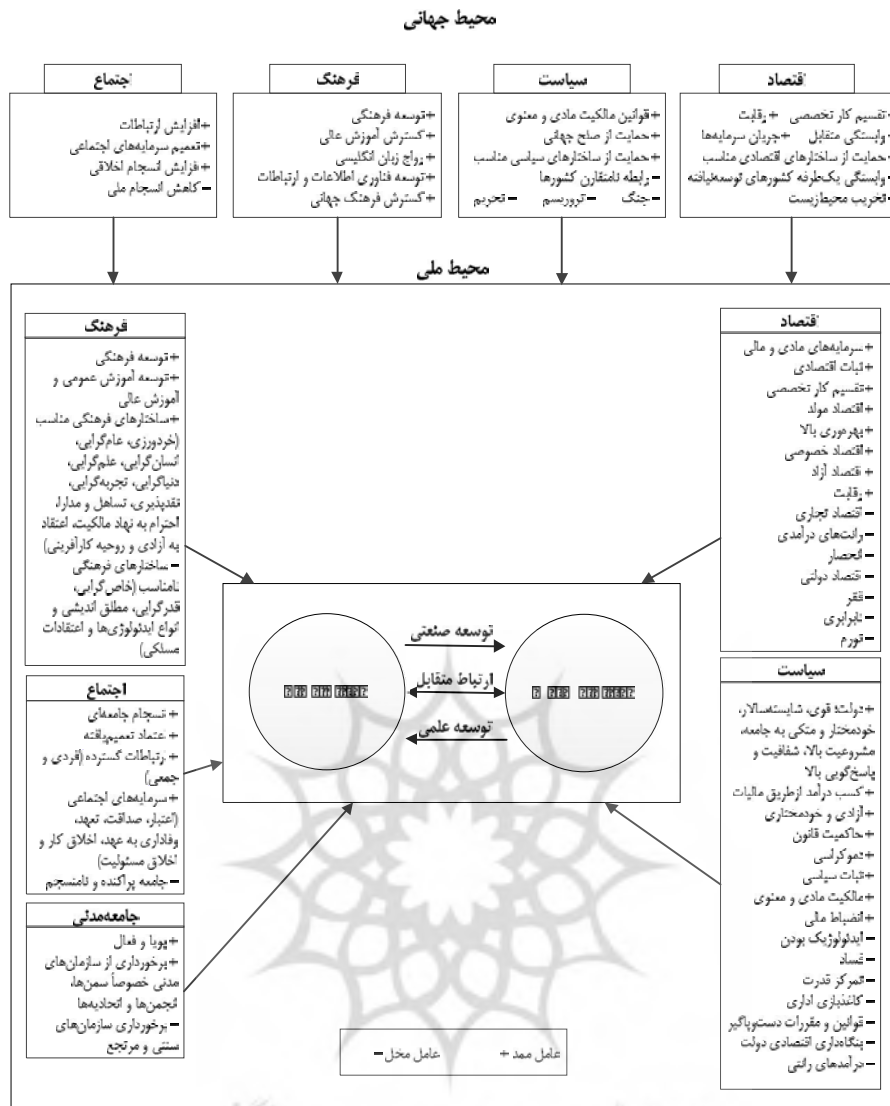 محیط جهانی
اقتصاد
+تقسیم کار تخصصی +رقابت
+وابستگی متقابل +جریان سرمایه‌ها
+حمایت از ساختارهای اقتصادی مناسب
–وابستگی یک‌طرفه کشورهای توسعه‌نیافته
–تخریب محیط‌زیست
سیاست
+قوانین مالکیت مادی و معنوی
+حمایت از صلح جهانی
+حمایت از ساختارهای سیاسی مناسب
–رابطه نامتقارن کشورها
–جنگ –تروریسم –تحریم
فرهنگ
+توسعه فرهنگی
+گسترش آموزش عالی
+رواج زبان انگلیسی
+توسعه فناوری اطلاعات و ارتباطات
+گسترش فرهنگ جهانی
اجتماع
+افزایش ارتباطات
+تعمیم سرمایه‌های اجتماعی
+افزایش انسجام اخلاقی
–کاهش انسجام ملی
محیط ملی
اقتصاد
+سرمایه‌های مادی و مالی
+ثبات اقتصادی
+تقسیم کار تخصصی
+اقتصاد مولد
+بهره‌وری بالا
+اقتصاد خصوصی
+اقتصاد آزاد
+رقابت
–اقتصاد تجاری
–رانت‌های درآمدی
–انحصار
–اقتصاد دولتی
–فقر
–نابرابری
–تورم
سیاست
+دولت؛ قوی، شایسته‌سالار،
خودمختار و متکی به جامعه،
مشروعیت بالا، شفافیت و
پاسخ‌گویی بالا
+کسب درآمد ازطریق مالیات
+آزادی و خودمختاری
+حاکمیت قانون
+دموکراسی
+ثبات سیاسی
+مالکیت مادی و معنوی
+انضباط مالی
–ایدئولوژیک بودن
–فساد
–تمرکز قدرت
–کاغذبازی اداری
–قوانین و مقررات دست‌وپاگیر
–بنگاه‌داری اقتصادی دولت
–درآمدهای رانتی
فرهنگ
+توسعه فرهنگی
+توسعه آموزش عمومی و
آموزش عالی
+ساختارهای فرهنگی مناسب
(خردورزی، عام‌گرایی،
انسان‌گرایی، علم‌گرایی،
دنیاگرایی، تجربه‌گرایی،
نقدپذیری، تساهل و مدارا،
احترام به نهاد مالکیت، اعتقاد
به آزادی و روحیه کارآفرینی)
–ساختارهای فرهنگی
نامناسب (خاص‌گرایی،
قدرگرایی، مطلق اندیشی و
انواع ایدئولوژی‌ها و اعتقادات
مسلکی)
اجتماع
+انسجام جامعه‌ای
+اعتماد تعمیم‌یافته
+ارتباطات گسترده (فردی و
جمعی)
+سرمایه‌های اجتماعی
(اعتبار، صداقت، تعهد،
وفاداری به عهد، اخلاق کار و
اخلاق مسئولیت)
–جامعه پراکنده و نامنسجم
جامعه‌مدنی
+پویا و فعال
+برخورداری از سازمان‌های
مدنی خصوصاً سمن‌ها،
انجمن‌ها و اتحادیه‌ها
–برخورداری سازمان‌های
سنتی و مرتجع
توسعه صنعتی
ارتباط متقابل
توسعه علمی
عامل ممد + عامل مخل –